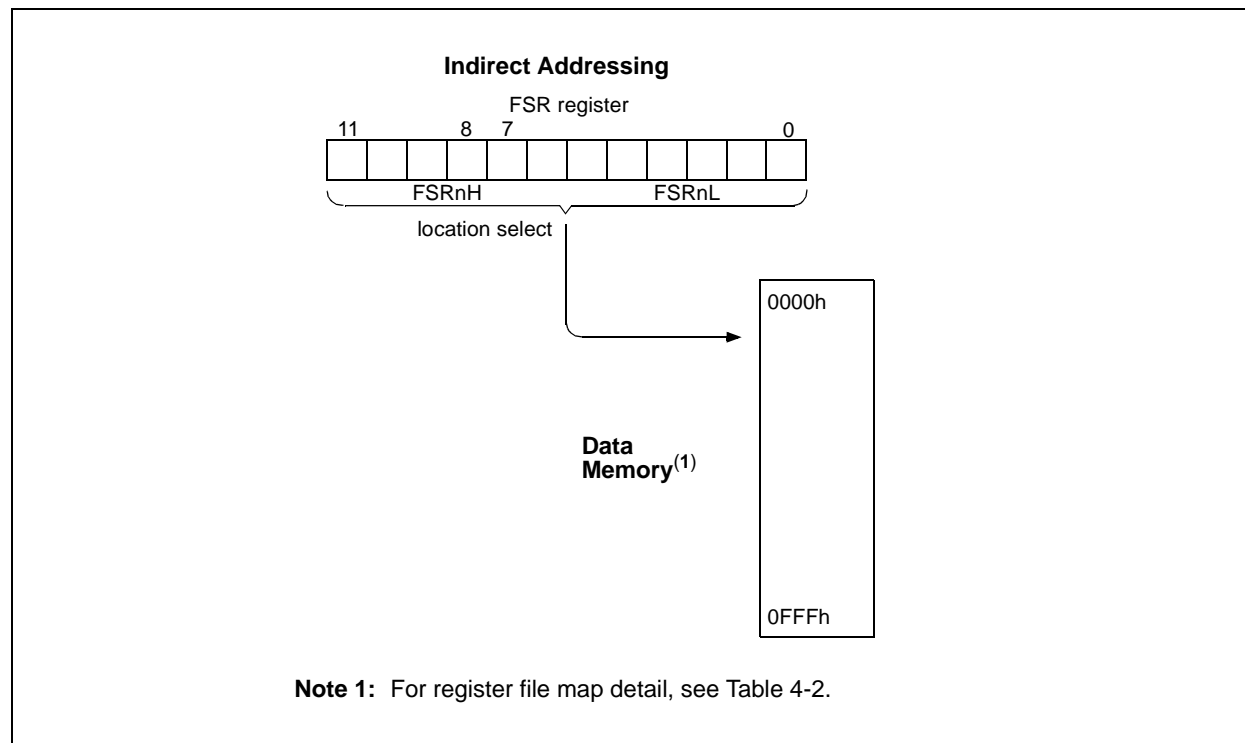 Indirect Addressing
FSR register
11 8 7 0
FSRnH FSRnL
location select
0000h
Data
Memory(1)
0FFFh
Note 1: For register file map detail, see Table 4-2.